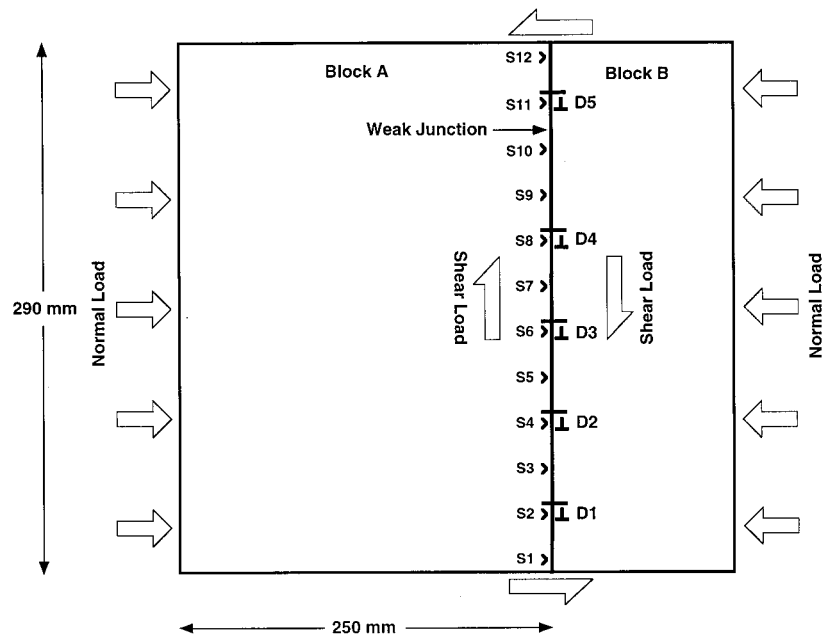 Block A
Block B
S12
S11
D5
Weak Junction
S10
S9
S8
D4
S7
Shear Load
Shear Load
290 mm
Normal Load
Normal Load
S6
D3
S5
S4
D2
S3
S2
D1
S1
250 mm